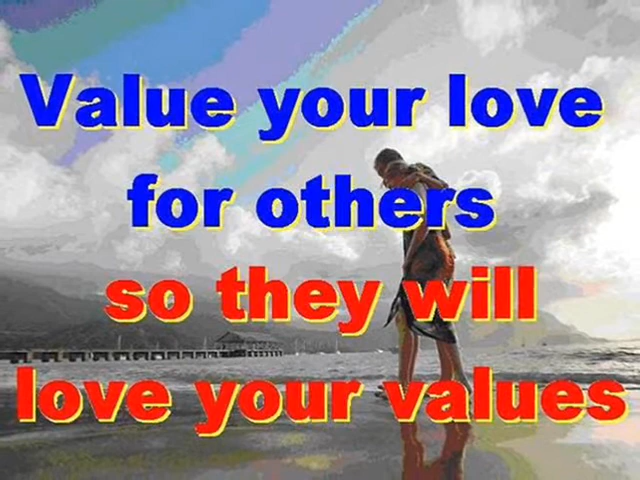 Value your love
for others
so they will
love your values